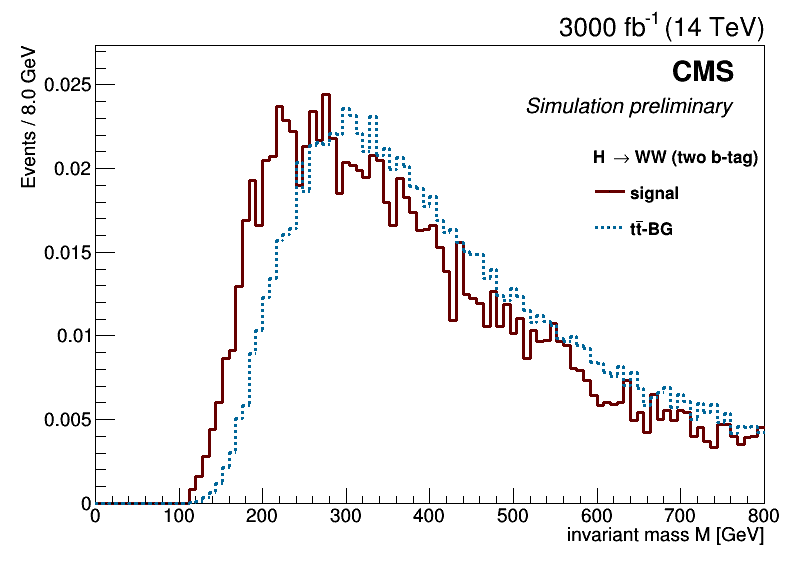 3000 fb-1 (14 TeV)
CMS
Simulation preliminary
H → WW (two b-tag)
signal
tt̄-BG
Events / 8.0 GeV
0.025
0.02
0.015
0.01
0.005
0
0 100 200 300 400 500 600 700 800
invariant mass M [GeV]